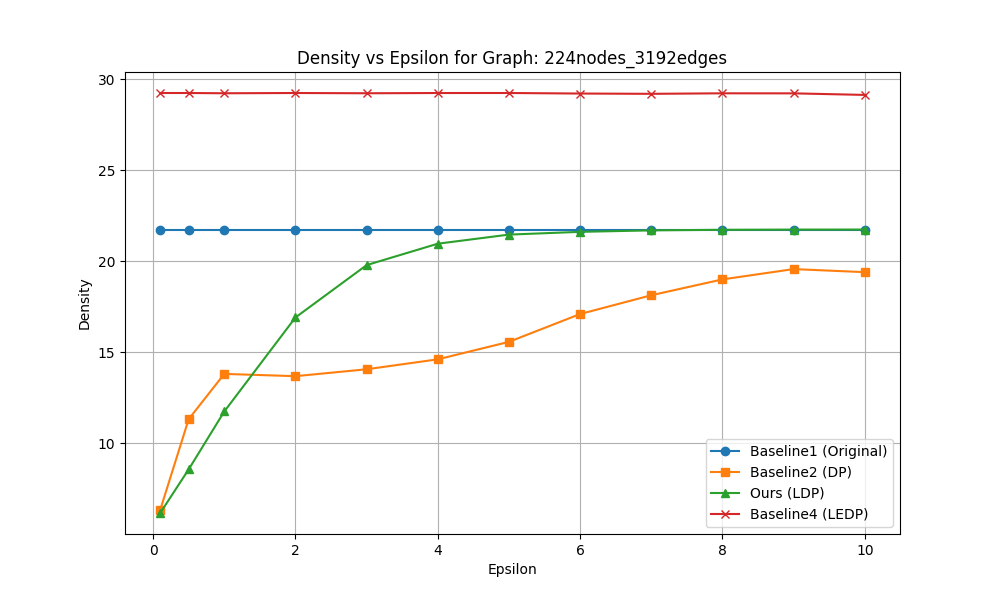 Density vs Epsilon for Graph: 224nodes_3192edges
30
25
20
15
10
Density
0
2
4
6
8
10
Epsilon
Baseline1 (Original)
Baseline2 (DP)
Ours (LDP)
Baseline4 (LEDP)